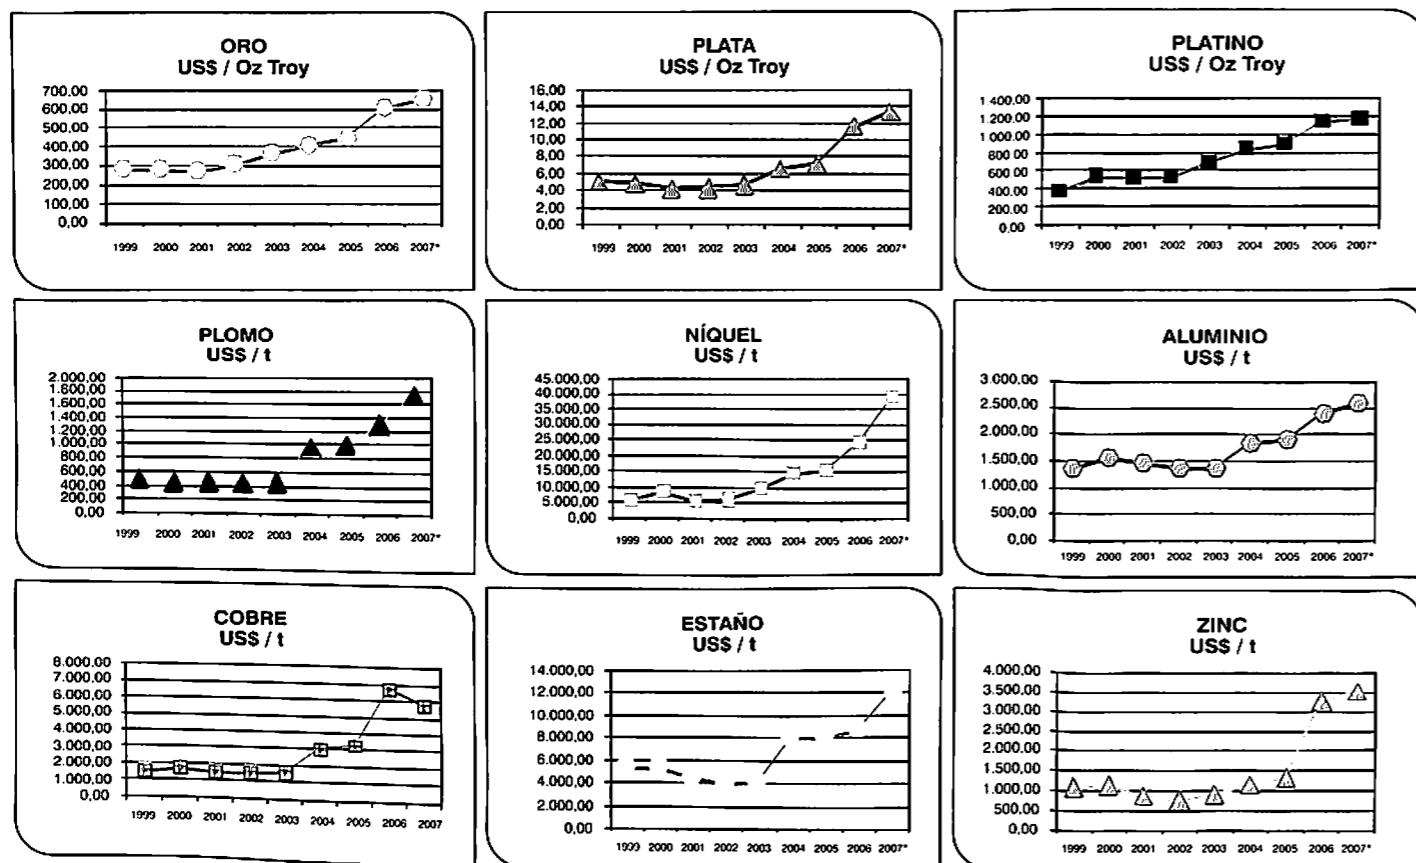 ORO
US$ / Oz Troy
700,00
600,00
500,00
400,00
300,00
200,00
100,00
0,00
1999 2000 2001 2002 2003 2004 2005 2006 2007*
PLATA
US$ / Oz Troy
16,00
14,00
12,00
10,00
8,00
6,00
4,00
2,00
0,00
1999 2000 2001 2002 2003 2004 2005 2006 2007*
PLATINO
US$ / Oz Troy
1 400.00
1 200.00
1.000.00
800.00
600.00
400.00
200.00
0.00
1999 2000 2001 2002 2003 2004 2005 2006 2007*
PLOMO
US$ / t
2.000,00
1.800,00
1.600,00
1.400,00
1.200,00
1.000,00
800,00
600,00
400,00
200,00
0,00
1999 2000 2001 2002 2003 2004 2005 2006 2007*
NÍQUEL
US$ / t
45.000,00
40.000,00
35.000,00
30.000,00
25.000,00
20.000,00
15.000,00
10.000,00
5.000,00
0,00
1999 2000 2001 2002 2003 2004 2005 2006 2007*
ALUMINIO
US$ / t
3.000,00
2.500,00
2.000,00
1.500,00
1.000,00
500,00
0,00
1999 2000 2001 2002 2003 2004 2005 2006 2007*
COBRE
US$ / t
8.000,00
7.000,00
6.000,00
5.000,00
4.000,00
3.000,00
2.000,00
1.000,00
0,00
1999 2000 2001 2002 2003 2004 2005 2006 2007
ESTAÑO
US$ / t
14.000,00
12.000,00
10.000,00
8.000,00
6.000,00
4.000,00
2.000,00
0,00
1999 2000 2001 2002 2003 2004 2005 2006 2007*
ZINC
US$ / t
4.000,00
3.500,00
3.000,00
2.500,00
2.000,00
1.500,00
1.000,00
500,00
0,00
1999 2000 2001 2002 2003 2004 2005 2006 2007*